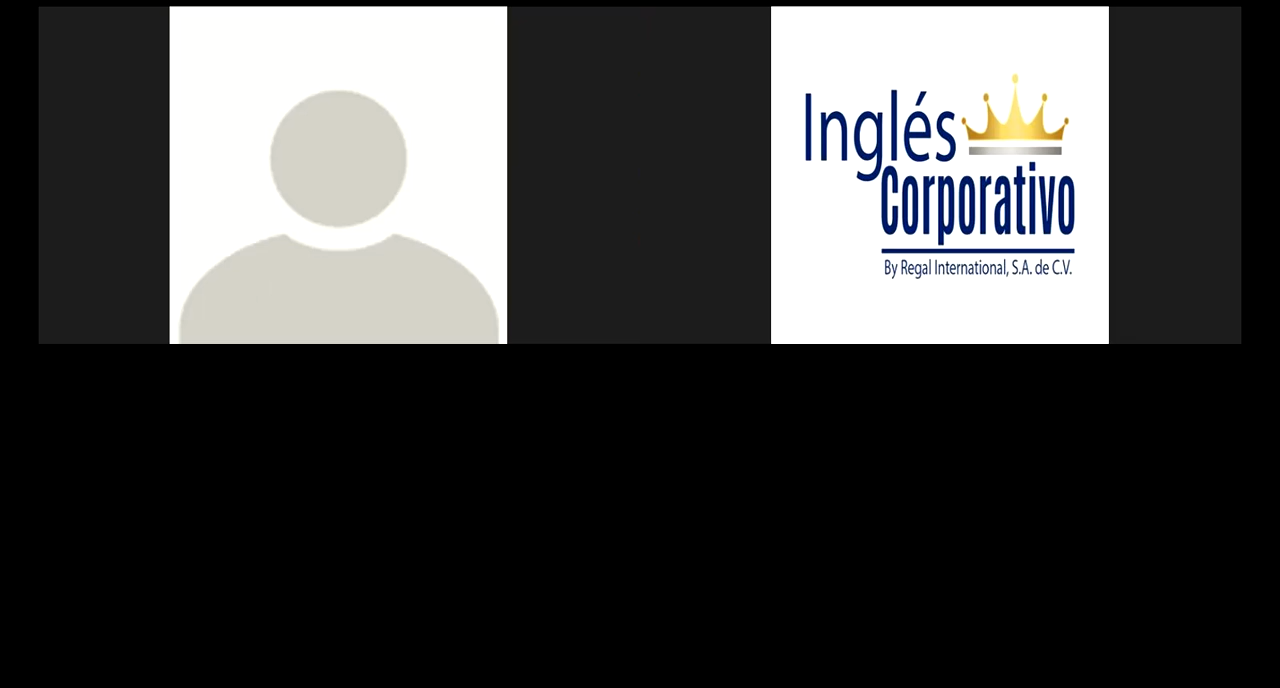 Inglés
Corporativo
By Regal International, S.A. de C.V.